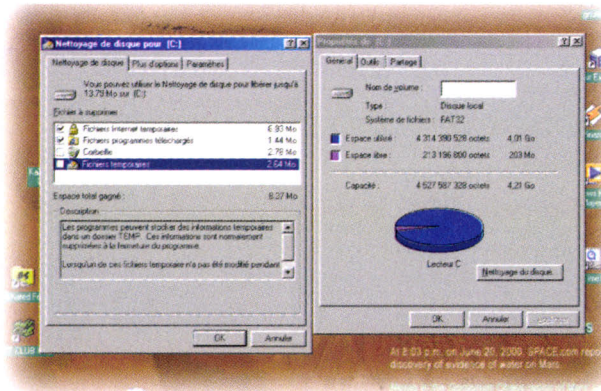 Nettoyage de disque pour (C:)
Nettoyage de disque
Plus d'options
Paramètres
Vous pouvez utiliser le Nettoyage de disque pour libérer jusqu'à
13.79 Mo sur (C:)
Fichiers à supprimer :
Fichiers Internet temporaires 6.83 Mo
Fichiers programmes téléchargés 1.44 Mo
Corbeille 2.78 Mo
Fichiers temporaires 2.64 Mo
Espace total gagné : 8.37 Mo
Description
Les programmes peuvent stocker des informations temporaires
dans un dossier TEMP. Ces informations sont normalement
supprimées à la fermeture du programme.
Lorsqu'un de ces fichiers temporaire n'a pas été modifié pendant
OK
Annuler
Propriétés de (C:)
Général
Outils
Partage
Nom de volume :
Type : Disque local
Système de fichiers : FAT32
Espace utilisé : 4 314 390 528 octets 4,01 Go
Espace libre : 213 196 800 octets 203 Mo
Capacité : 4 527 587 328 octets 4,21 Go
Lecteur C
Nettoyage du disque...
OK
Annuler
At 8:03 p.m. on June 20, 2000, SPACE.com repo
discovery of evidence of water on Mars.